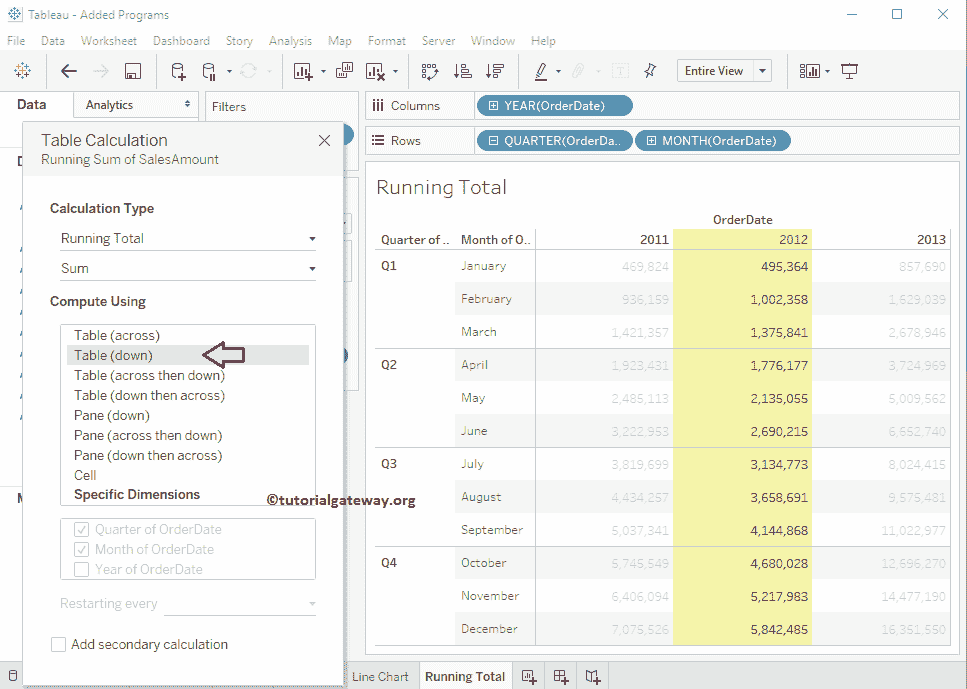 Tableau - Added Programs
File Data Worksheet Dashboard Story Analysis Map Format Server Window Help
Entire View
Data Analytics
Filters
Columns YEAR(OrderDate)
Rows QUARTER(OrderDa.. MONTH(OrderDate)
Table Calculation
Running Sum of SalesAmount
Calculation Type
Running Total
Sum
Compute Using
Table (across)
Table (down)
Table (across then down)
Table (down then across)
Pane (down)
Pane (across then down)
Pane (down then across)
Cell
Specific Dimensions
Quarter of OrderDate
Month of OrderDate
Year of OrderDate
Restarting every
Add secondary calculation
©tutorialgateway.org
Running Total
OrderDate
Quarter of .. Month of O.. 2011 2012 2013
Q1 January 469,824 495,364 857,690
February 936,159 1,002,358 1,629,039
March 1,421,357 1,375,841 2,678,946
Q2 April 1,923,431 1,776,177 3,724,969
May 2,485,113 2,135,055 5,009,562
June 3,222,953 2,690,215 6,652,740
Q3 July 3,819,699 3,134,773 8,024,415
August 4,434,257 3,658,691 9,575,481
September 5,037,341 4,144,868 11,022,977
Q4 October 5,745,549 4,680,028 12,696,270
November 6,406,094 5,217,983 14,477,190
December 7,075,526 5,842,485 16,351,550
Line Chart Running Total